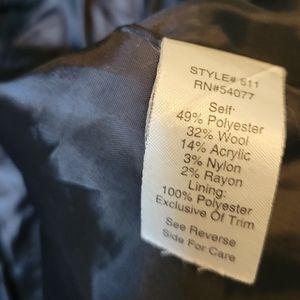 STYLE# 511
RN#54077
Self:
49% Polyester
32% Wool
14% Acrylic
3% Nylon
2% Rayon
Lining:
100% Polyester
Exclusive Of Trim
See Reverse
Side For Care